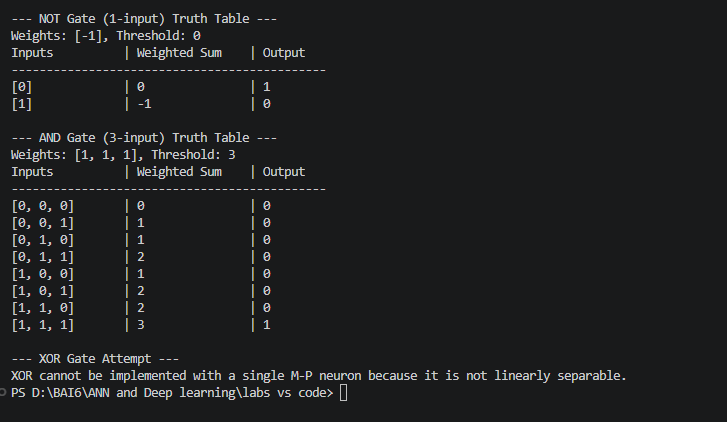 --- NOT Gate (1-input) Truth Table ---
Weights: [-1], Threshold: 0
Inputs | Weighted Sum | Output
---------------------------------------------
[0] | 0 | 1
[1] | -1 | 0
--- AND Gate (3-input) Truth Table ---
Weights: [1, 1, 1], Threshold: 3
Inputs | Weighted Sum | Output
---------------------------------------------
[0, 0, 0] | 0 | 0
[0, 0, 1] | 1 | 0
[0, 1, 0] | 1 | 0
[0, 1, 1] | 2 | 0
[1, 0, 0] | 1 | 0
[1, 0, 1] | 2 | 0
[1, 1, 0] | 2 | 0
[1, 1, 1] | 3 | 1
--- XOR Gate Attempt ---
XOR cannot be implemented with a single M-P neuron because it is not linearly separable.
PS D:\BAI6\ANN and Deep learning\labs vs code>